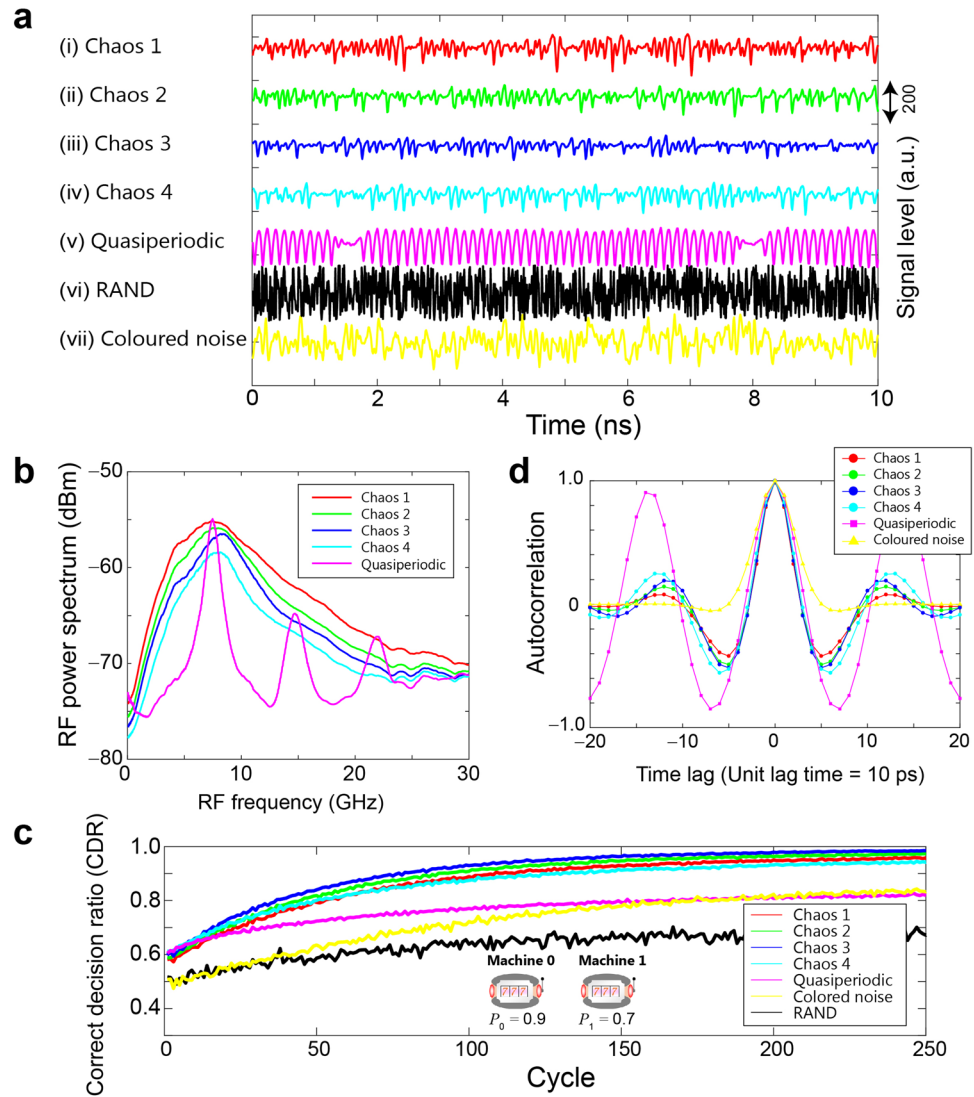 a
(i) Chaos 1
(ii) Chaos 2
(iii) Chaos 3
(iv) Chaos 4
(v) Quasiperiodic
(vi) RAND
(vii) Coloured noise
200
Signal level (a.u.)
0 2 4 6 8 10
Time (ns)
b
RF power spectrum (dBm)
−50
−60
−70
−80
Chaos 1
Chaos 2
Chaos 3
Chaos 4
Quasiperiodic
0 10 20 30
RF frequency (GHz)
d
Autocorrelation
1.0
0
−1.0
Chaos 1
Chaos 2
Chaos 3
Chaos 4
Quasiperiodic
Coloured noise
−20 −10 0 10 20
Time lag (Unit lag time = 10 ps)
c
Correct decision ratio (CDR)
1.0
0.8
0.6
0.4
Machine 0 Machine 1
7 7 7 7 7 7
P0 = 0.9 P1 = 0.7
Chaos 1
Chaos 2
Chaos 3
Chaos 4
Quasiperiodic
Colored noise
RAND
0 50 100 150 200 250
Cycle